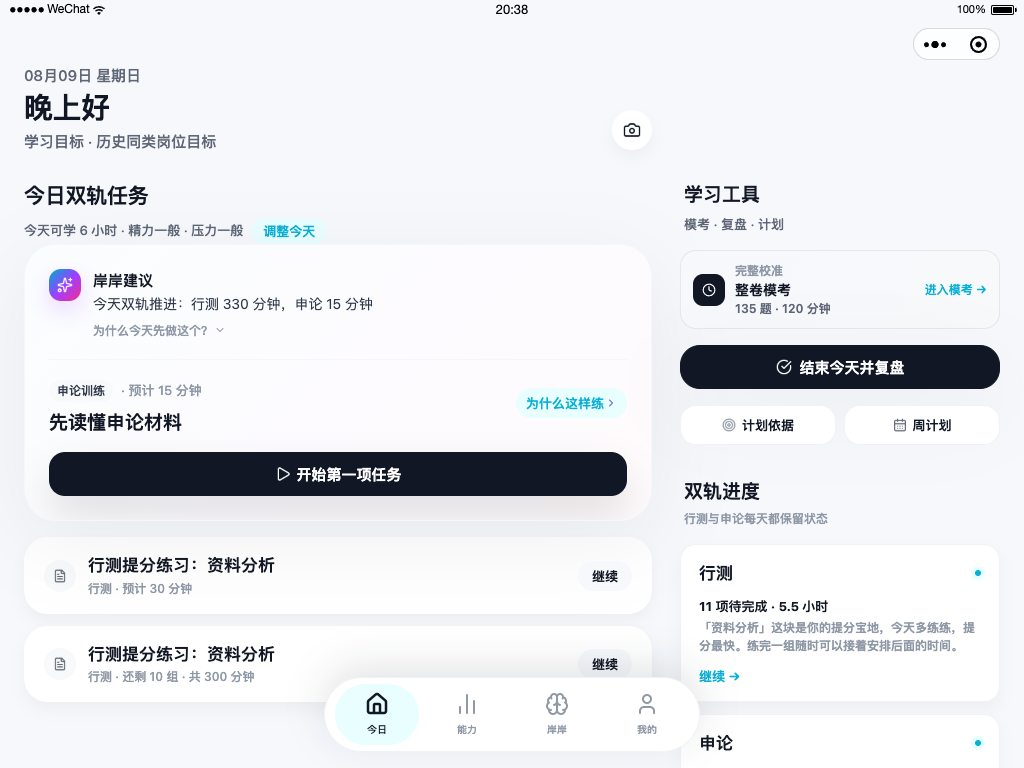 WeChat
20:38
100%
08月09日 星期日
晚上好
学习目标 · 历史同类岗位目标
今日双轨任务
今天可学 6 小时 · 精力一般 · 压力一般
调整今天
岸岸建议
今天双轨推进：行测 330 分钟，申论 15 分钟
为什么今天先做这个?
申论训练 · 预计 15 分钟
先读懂申论材料
为什么这样练
开始第一项任务
行测提分练习：资料分析
行测 · 预计 30 分钟
继续
行测提分练习：资料分析
行测 · 还剩 10 组 · 共 300 分钟
继续
学习工具
模考 · 复盘 · 计划
完整校准
整卷模考
135 题 · 120 分钟
进入模考 →
结束今天并复盘
计划依据
周计划
双轨进度
行测与申论每天都保留状态
行测
11 项待完成 · 5.5 小时
「资料分析」这块是你的提分宝地，今天多练练，提
分最快。练完一组随时可以接着安排后面的时间。
继续 →
申论
今日
能力
岸岸
我的